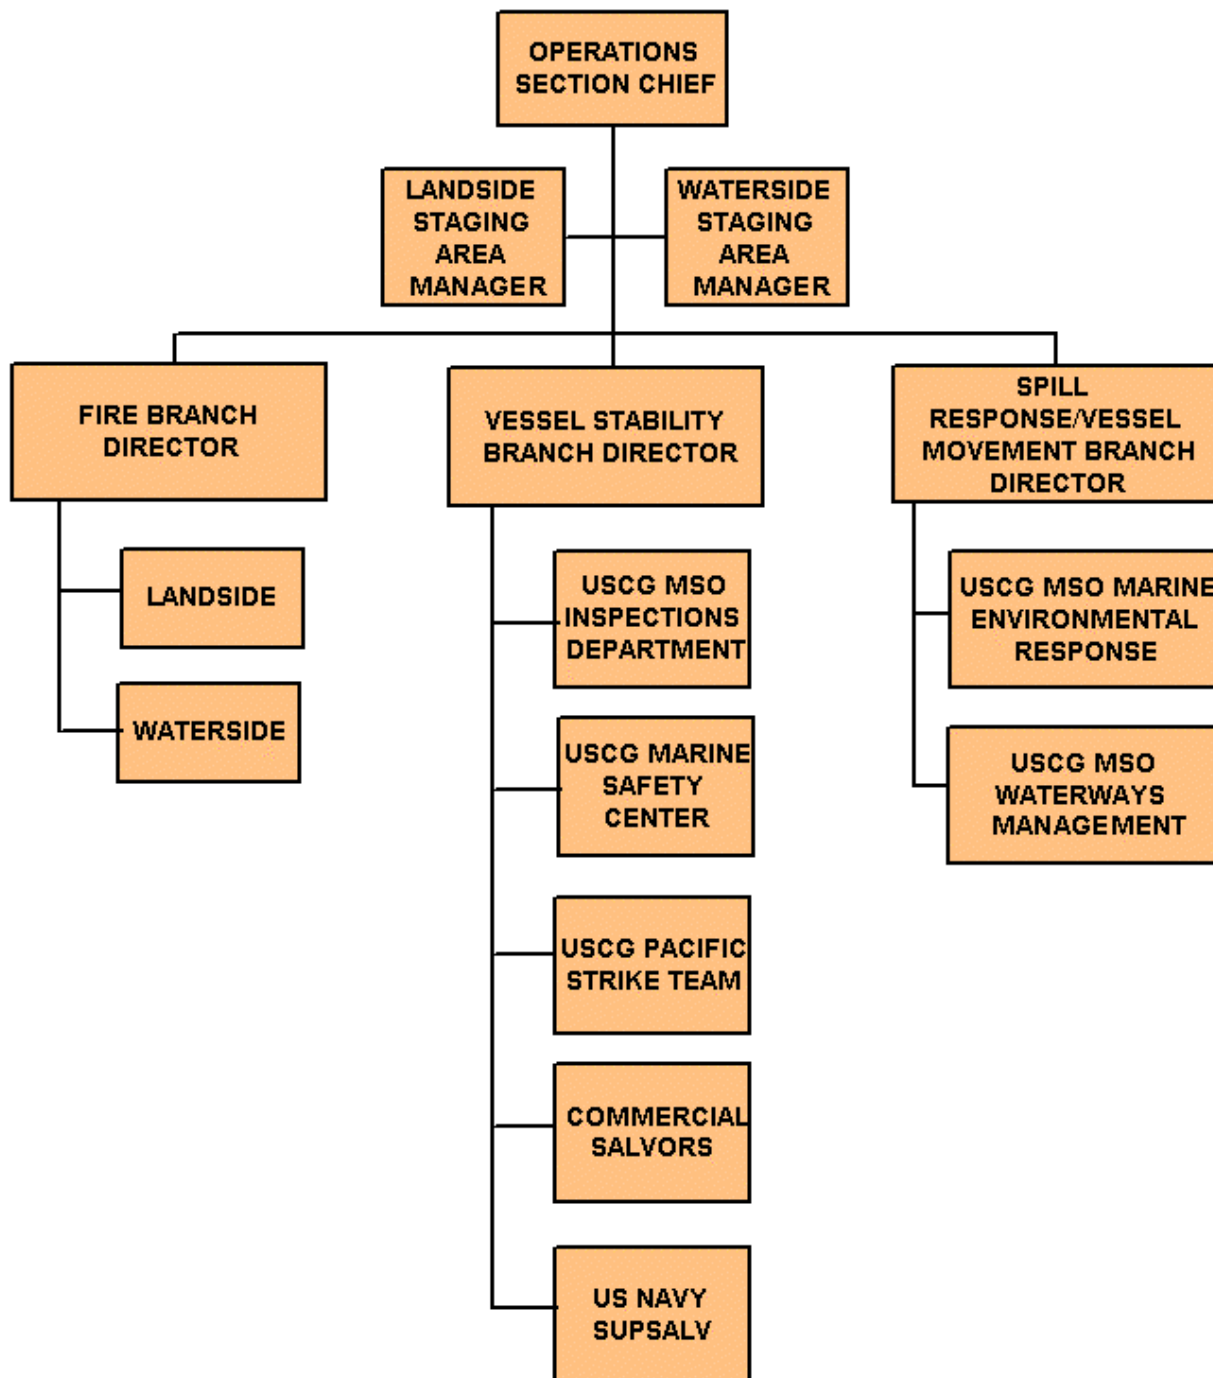 OPERATIONS
SECTION CHIEF
LANDSIDE
STAGING
AREA
MANAGER
WATERSIDE
STAGING
AREA
MANAGER
FIRE BRANCH
DIRECTOR
VESSEL STABILITY
BRANCH DIRECTOR
SPILL
RESPONSE/VESSEL
MOVEMENT BRANCH
DIRECTOR
LANDSIDE
WATERSIDE
USCG MSO
INSPECTIONS
DEPARTMENT
USCG MARINE
SAFETY
CENTER
USCG PACIFIC
STRIKE TEAM
COMMERCIAL
SALVORS
US NAVY
SUPSALV
USCG MSO MARINE
ENVIRONMENTAL
RESPONSE
USCG MSO
WATERWAYS
MANAGEMENT